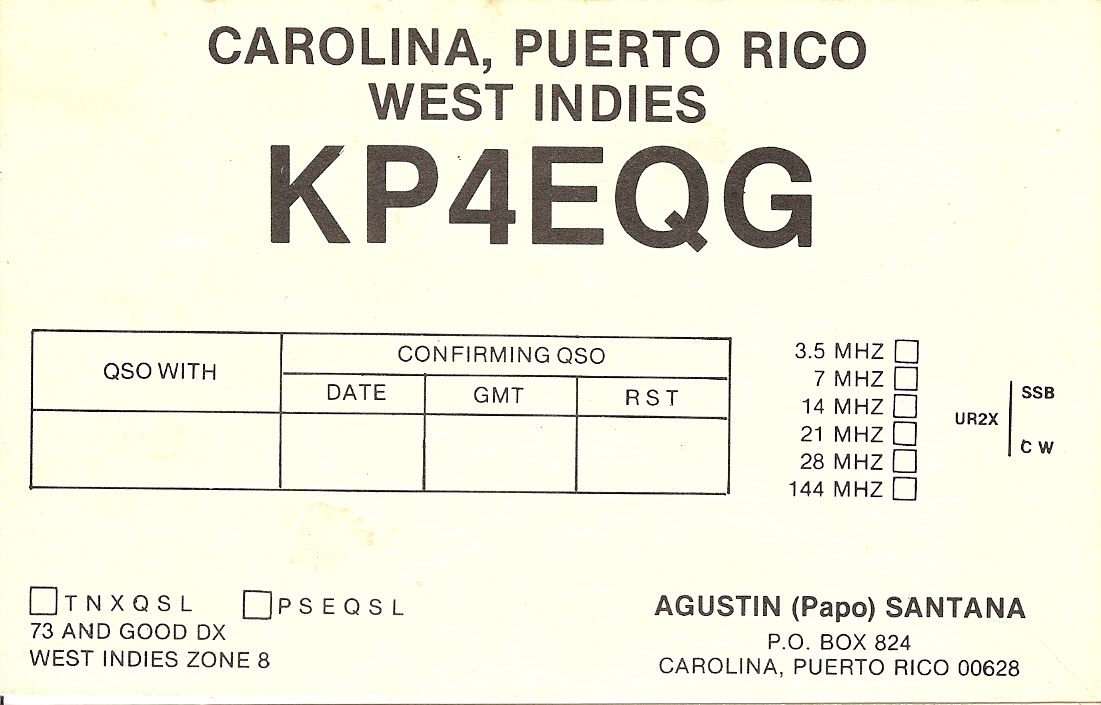 CAROLINA, PUERTO RICO
WEST INDIES
KP4EQG
QSO WITH
CONFIRMING QSO
DATE GMT RST
3.5 MHZ
7 MHZ
14 MHZ
21 MHZ
28 MHZ
144 MHZ
UR2X
SSB
CW
TNXQSL PSEQSL
73 AND GOOD DX
WEST INDIES ZONE 8
AGUSTIN (Papo) SANTANA
P.O. BOX 824
CAROLINA, PUERTO RICO 00628